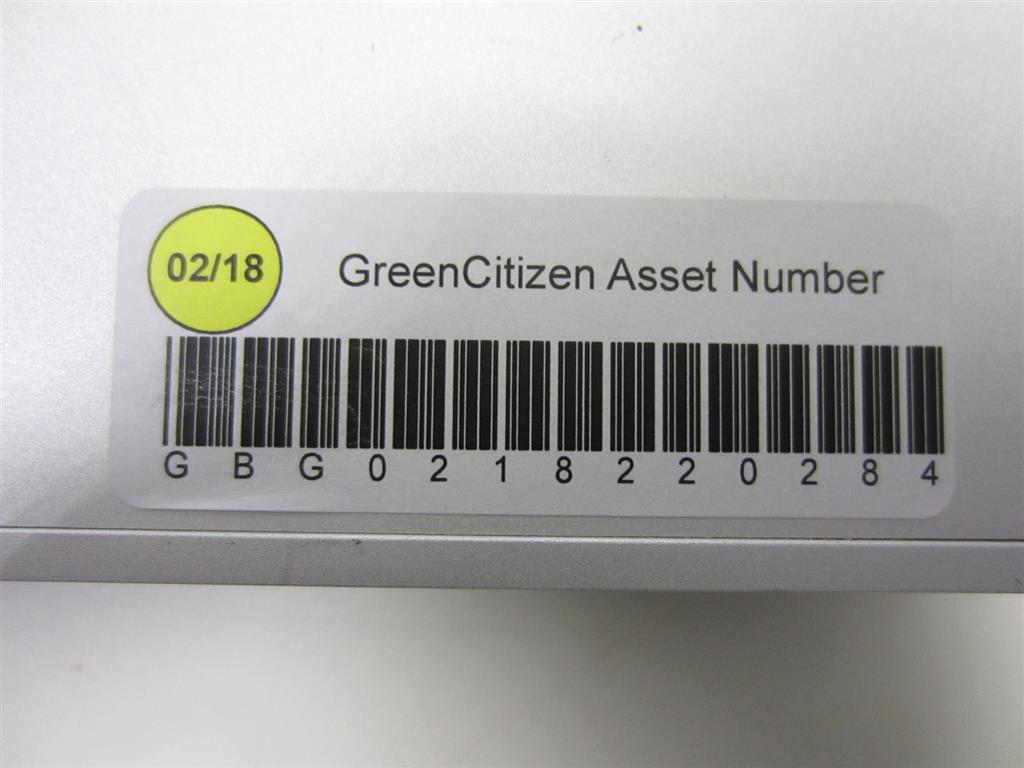 02/18
GreenCitizen Asset Number
G B G 0 2 1 8 2 2 0 2 8 4